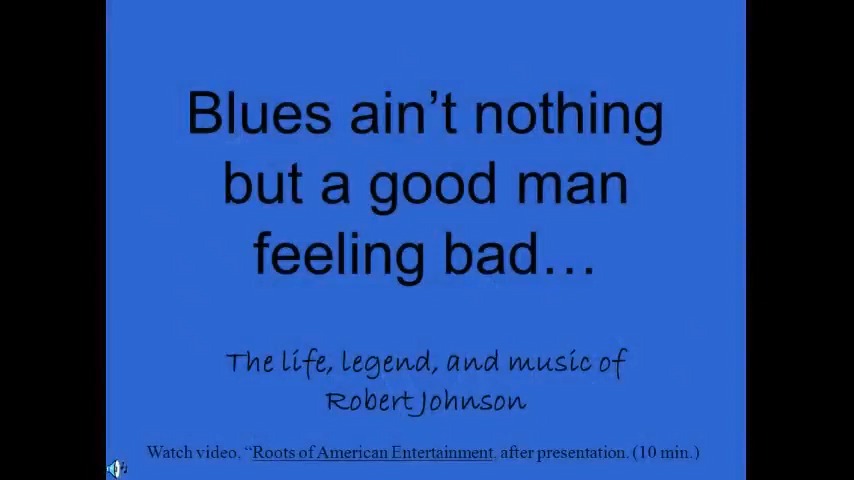 Blues ain’t nothing
but a good man
feeling bad…
The life, legend, and music of
Robert Johnson
Watch video, “Roots of American Entertainment, after presentation. (10 min.)